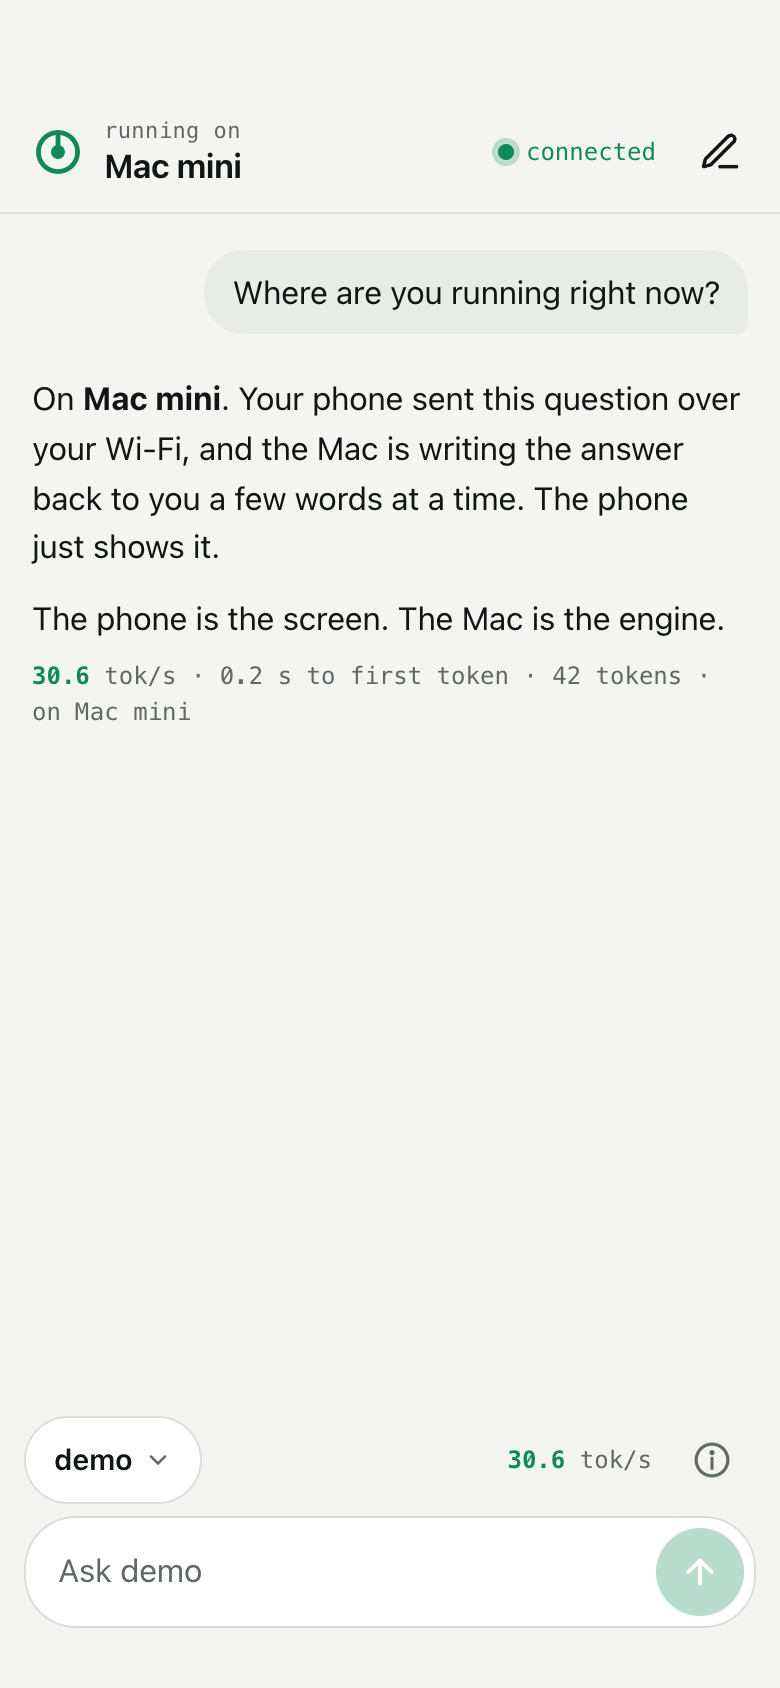 running on
Mac mini
connected
Where are you running right now?
On Mac mini. Your phone sent this question over
your Wi-Fi, and the Mac is writing the answer
back to you a few words at a time. The phone
just shows it.
The phone is the screen. The Mac is the engine.
30.6 tok/s · 0.2 s to first token · 42 tokens ·
on Mac mini
demo
30.6 tok/s
Ask demo